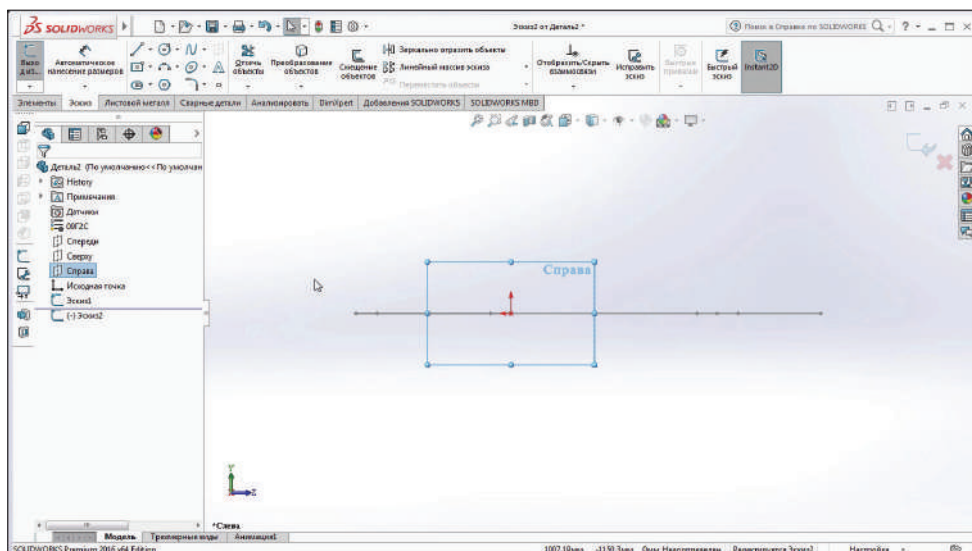 SOLIDWORKS
Эскиз2 от Деталь2 *
Поиск в Справке по SOLIDWORKS
Автоматическое нанесение размеров
Отсечь объекты
Преобразование объектов
Смещение объектов
Зеркально отразить объекты
Линейный массив эскиза
Переместить объекты
Отобразить/Скрыть взаимосвязи
Исправить эскиз
Быстрые привязки
Быстрый эскиз
Instant2D
Элементы Эскиз Листовой металл Сварные детали Анализировать DimXpert Добавления SOLIDWORKS SOLIDWORKS MBD
Деталь2 (По умолчанию<<По умолчан
History
Примечания
Датчики
09Г2С
Спереди
Сверху
Справа
Справа
Исходная точка
Эскиз1
(-) Эскиз2
Y
Z
*Слева
Модель Трехмерные виды Анимация1
SOLIDWORKS Premium 2016 x64 Edition
Редактируется Эскиз2
Настройка